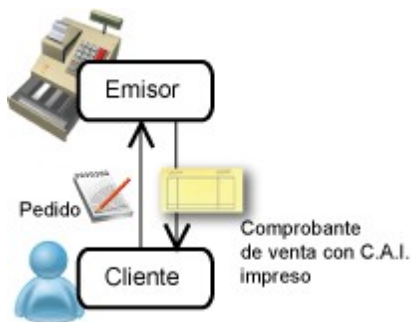 Emisor
Pedido
Comprobante
de venta con C.A.I.
impreso
Cliente